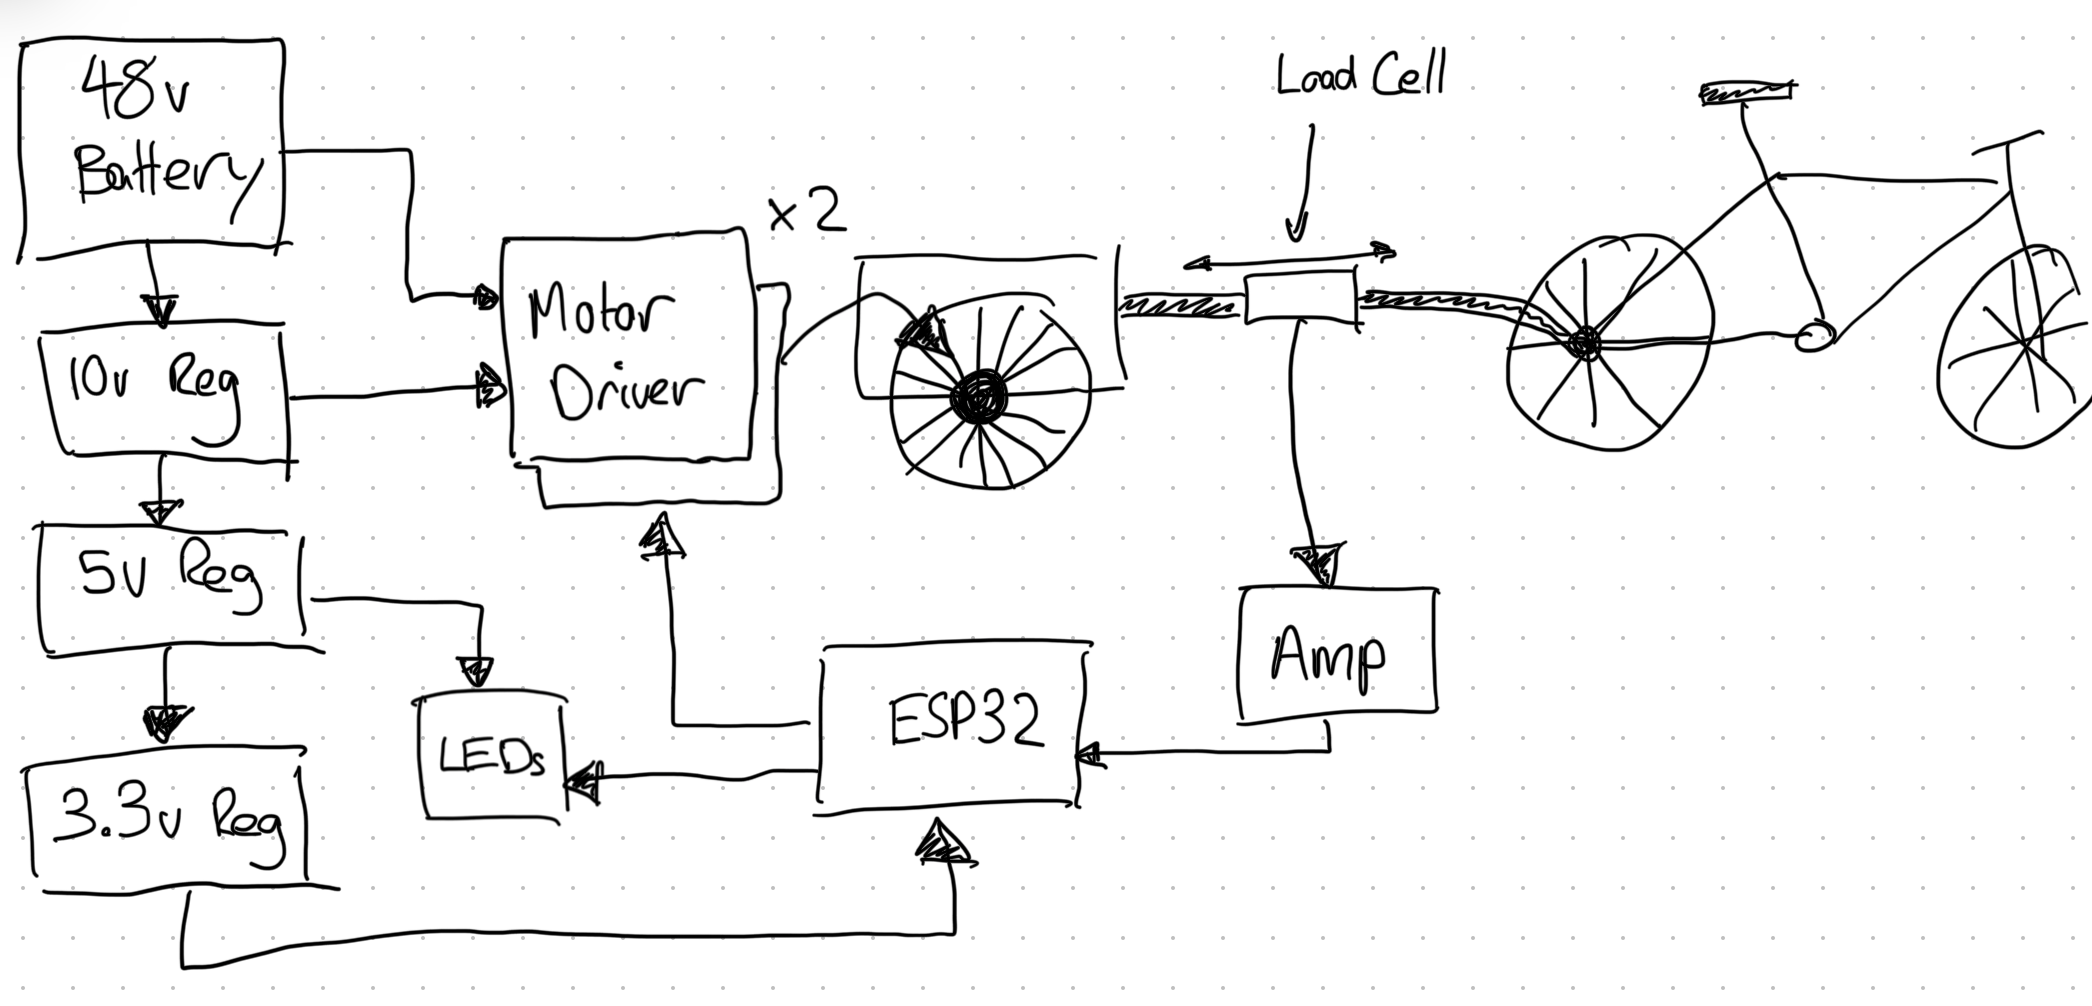 48v
Battery
10v Reg
5v Reg
3.3v Reg
Motor
Driver
x2
LEDs
ESP32
Load Cell
Amp